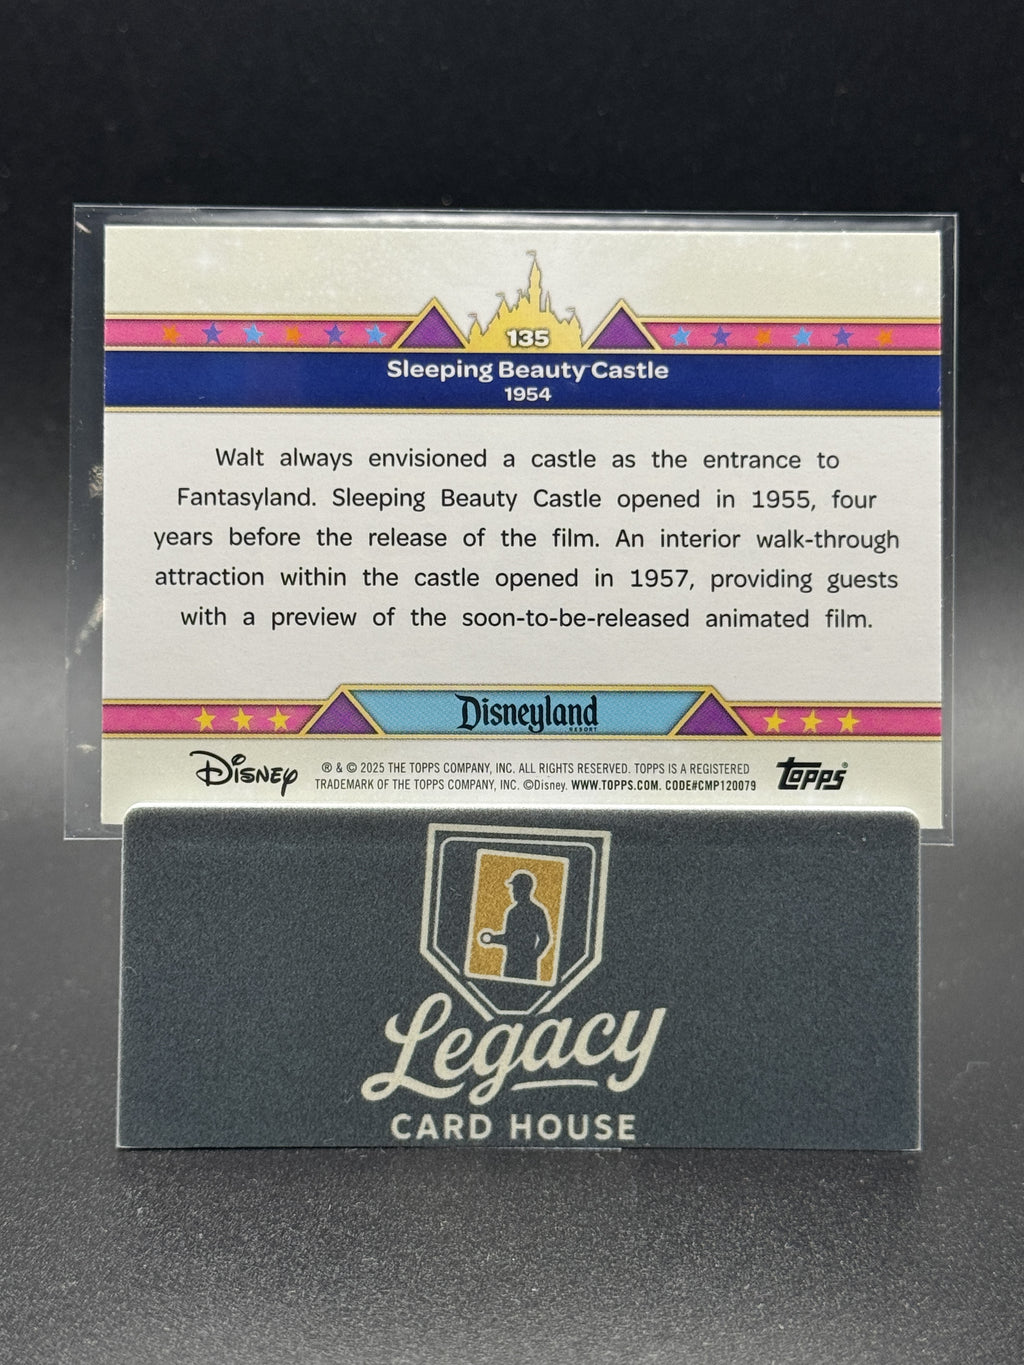 135
Sleeping Beauty Castle
1954
Walt always envisioned a castle as the entrance to
Fantasyland. Sleeping Beauty Castle opened in 1955, four
years before the release of the film. An interior walk-through
attraction within the castle opened in 1957, providing guests
with a preview of the soon-to-be-released animated film.
Disneyland
RESORT
Disney
® & © 2025 THE TOPPS COMPANY, INC. ALL RIGHTS RESERVED. TOPPS IS A REGISTERED
TRADEMARK OF THE TOPPS COMPANY, INC. ©Disney. WWW.TOPPS.COM. CODE#CMP120079
Topps®
Legacy
CARD HOUSE